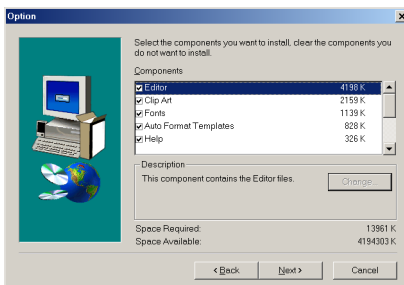 Option
Select the components you want to install, clear the components you
do not want to install.
Components
Editor 4198 K
Clip Art 2159 K
Fonts 1139 K
Auto Format Templates 828 K
Help 326 K
Description
This component contains the Editor files.
Change...
Space Required: 13961 K
Space Available: 4194303 K
< Back
Next >
Cancel